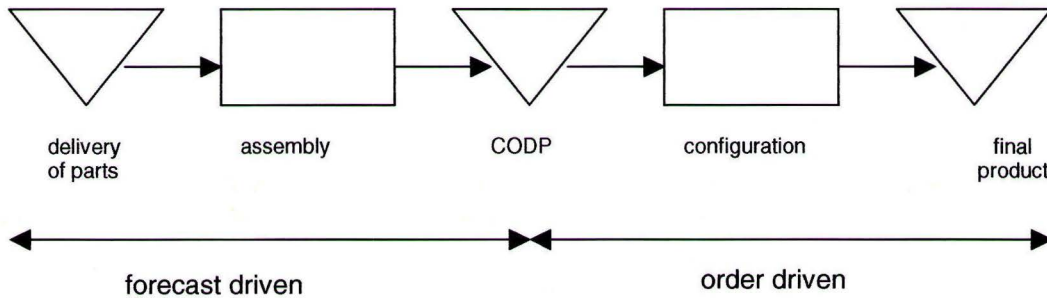 delivery
of parts
assembly
CODP
configuration
final
product
forecast driven
order driven